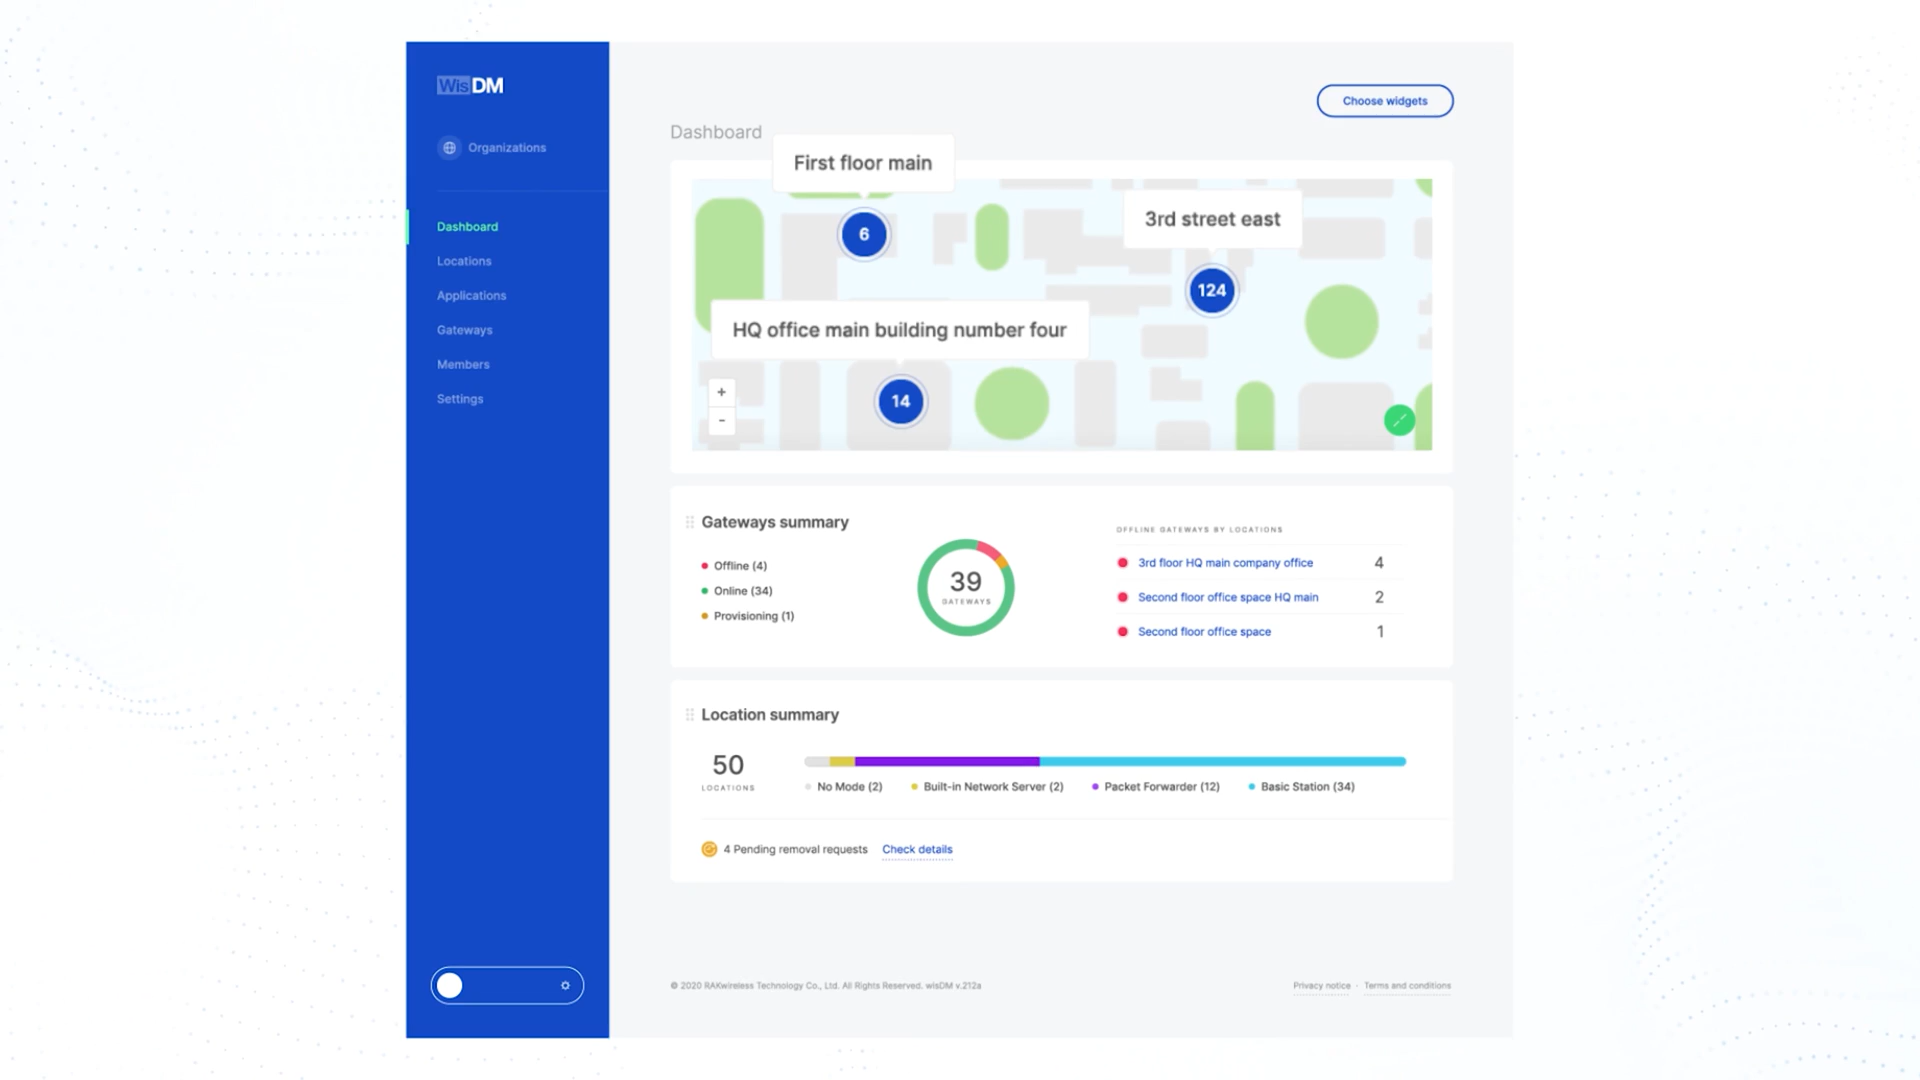 WisDM
Organizations
Dashboard
Locations
Applications
Gateways
Members
Settings
Choose widgets
Dashboard
First floor main
6
3rd street east
124
HQ office main building number four
14
+
-
Gateways summary
Offline (4)
Online (34)
Provisioning (1)
39
GATEWAYS
OFFLINE GATEWAYS BY LOCATIONS
3rd floor HQ main company office 4
Second floor office space HQ main 2
Second floor office space 1
Location summary
50
LOCATIONS
No Mode (2) Built-in Network Server (2) Packet Forwarder (12) Basic Station (34)
4 Pending removal requests Check details
© 2020 RAKwireless Technology Co., Ltd. All Rights Reserved. wisDM v.212a
Privacy notice · Terms and conditions